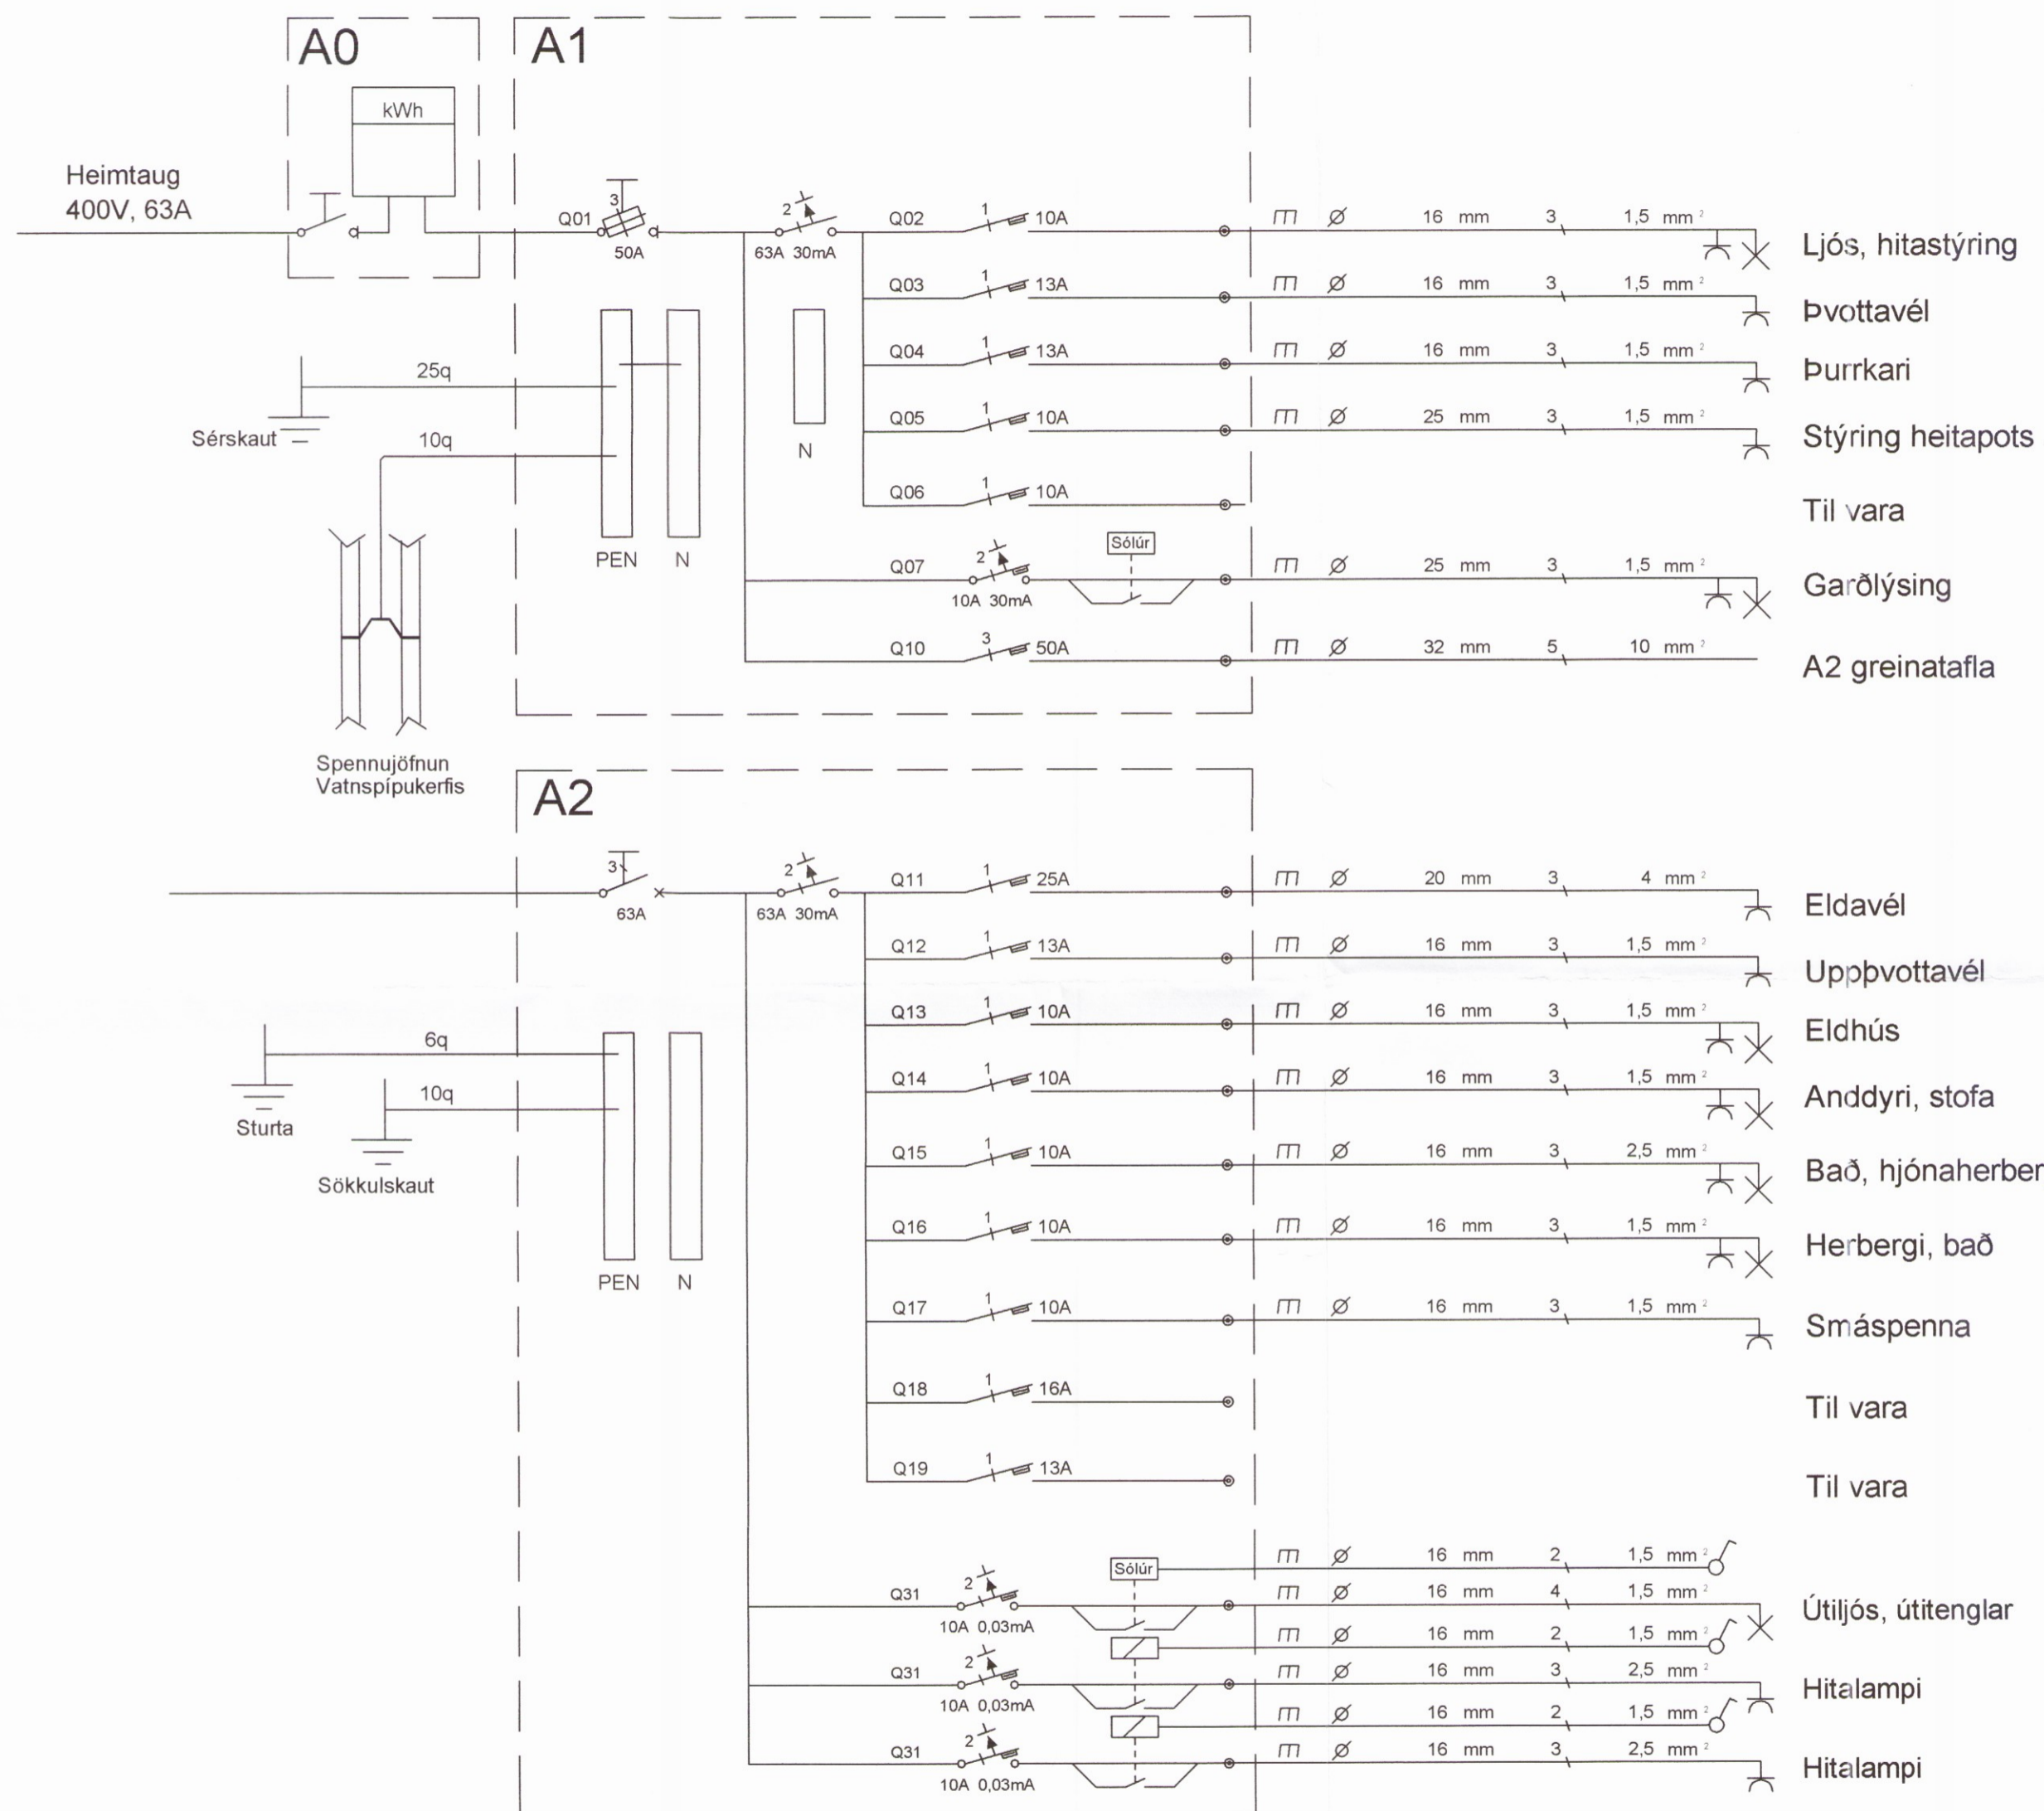 A0
A1
kWh
Heimtaug
400V, 63A
Q01 3 50A
2 63A 30mA
Q02 1 10A 16 mm 3 1,5 mm²
Ljós, hitastýring
Q03 1 13A 16 mm 3 1,5 mm²
Þvottavél
Q04 1 13A 16 mm 3 1,5 mm²
Þurrkari
Q05 1 10A 25 mm 3 1,5 mm²
Stýring heitapots
Q06 1 10A
Til vara
25q
Sérskaut
10q
N
PEN N
Sólúr
Q07 2 10A 30mA 25 mm 3 1,5 mm²
Garðlýsing
Q10 3 50A 32 mm 5 10 mm²
A2 greinatafla
Spennujöfnun
Vatnspípukerfis
A2
3 63A
2 63A 30mA
Q11 1 25A 20 mm 3 4 mm²
Eldavél
Q12 1 13A 16 mm 3 1,5 mm²
Uppþvottavél
Q13 1 10A 16 mm 3 1,5 mm²
Eldhús
Q14 1 10A 16 mm 3 1,5 mm²
Anddyri, stofa
6q
Sturta
10q
Sökkulskaut
Q15 1 10A 16 mm 3 2,5 mm²
Bað, hjónaherber
Q16 1 10A 16 mm 3 1,5 mm²
Herbergi, bað
PEN N
Q17 1 10A 16 mm 3 1,5 mm²
Smáspenna
Q18 1 16A
Til vara
Q19 1 13A
Til vara
Sólúr 16 mm 2 1,5 mm²
Q31 2 10A 0,03mA 16 mm 4 1,5 mm²
Útiljós, útitenglar
16 mm 2 1,5 mm²
Q31 2 10A 0,03mA 16 mm 3 2,5 mm²
Hitalampi
16 mm 2 1,5 mm²
Q31 2 10A 0,03mA 16 mm 3 2,5 mm²
Hitalampi